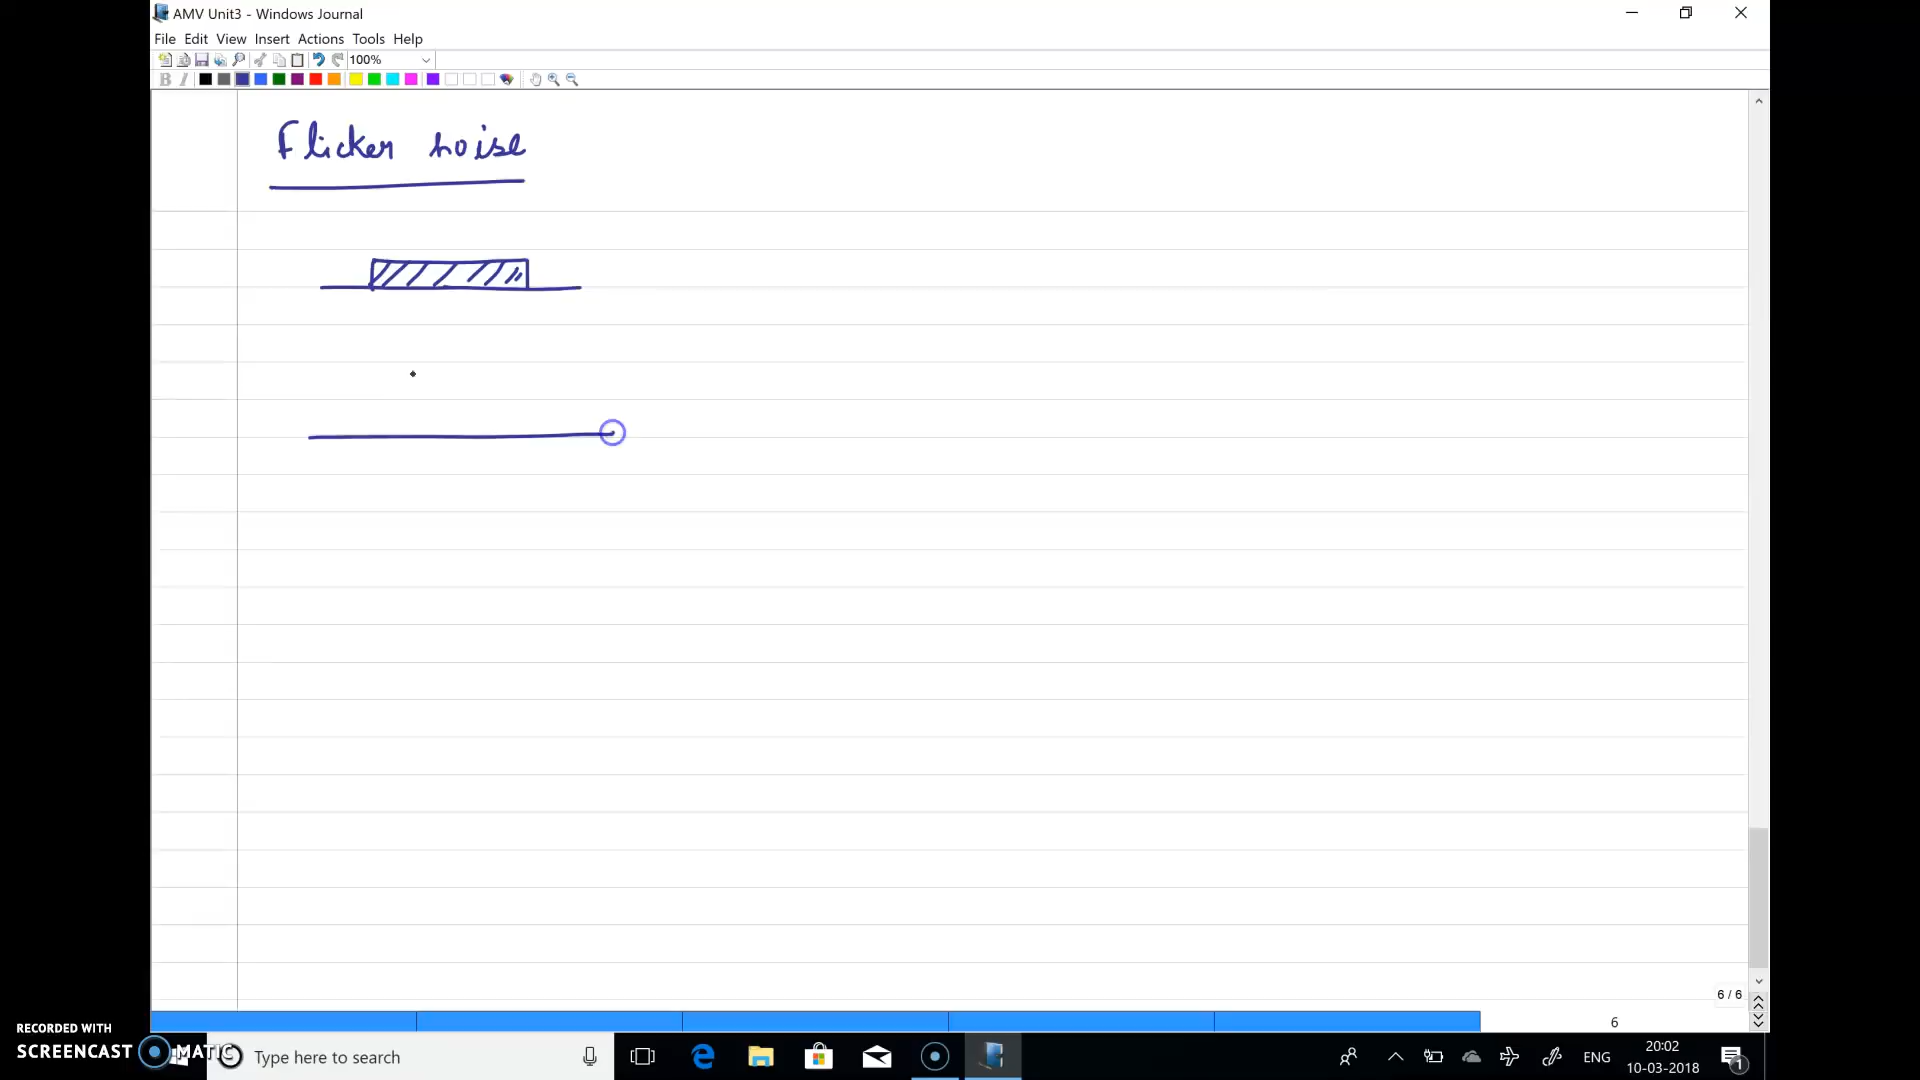 AMV Unit3 - Windows Journal
File Edit View Insert Actions Tools Help
100%
B I
Flicker noise
6 / 6
6
RECORDED WITH
SCREENCAST MATIC
Type here to search
ENG
20:02
10-03-2018
1